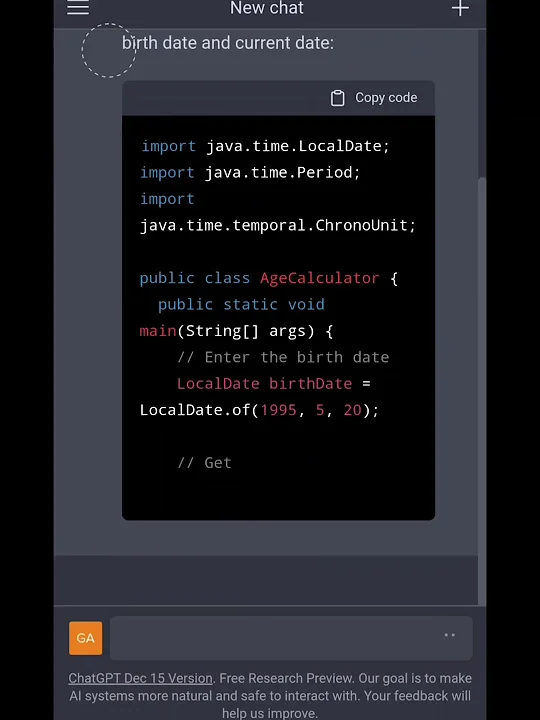 New chat
birth date and current date:
Copy code
import java.time.LocalDate;
import java.time.Period;
import
java.time.temporal.ChronoUnit;
public class AgeCalculator {
public static void
main(String[] args) {
// Enter the birth date
LocalDate birthDate =
LocalDate.of(1995, 5, 20);
// Get
GA
ChatGPT Dec 15 Version. Free Research Preview. Our goal is to make
AI systems more natural and safe to interact with. Your feedback will
help us improve.